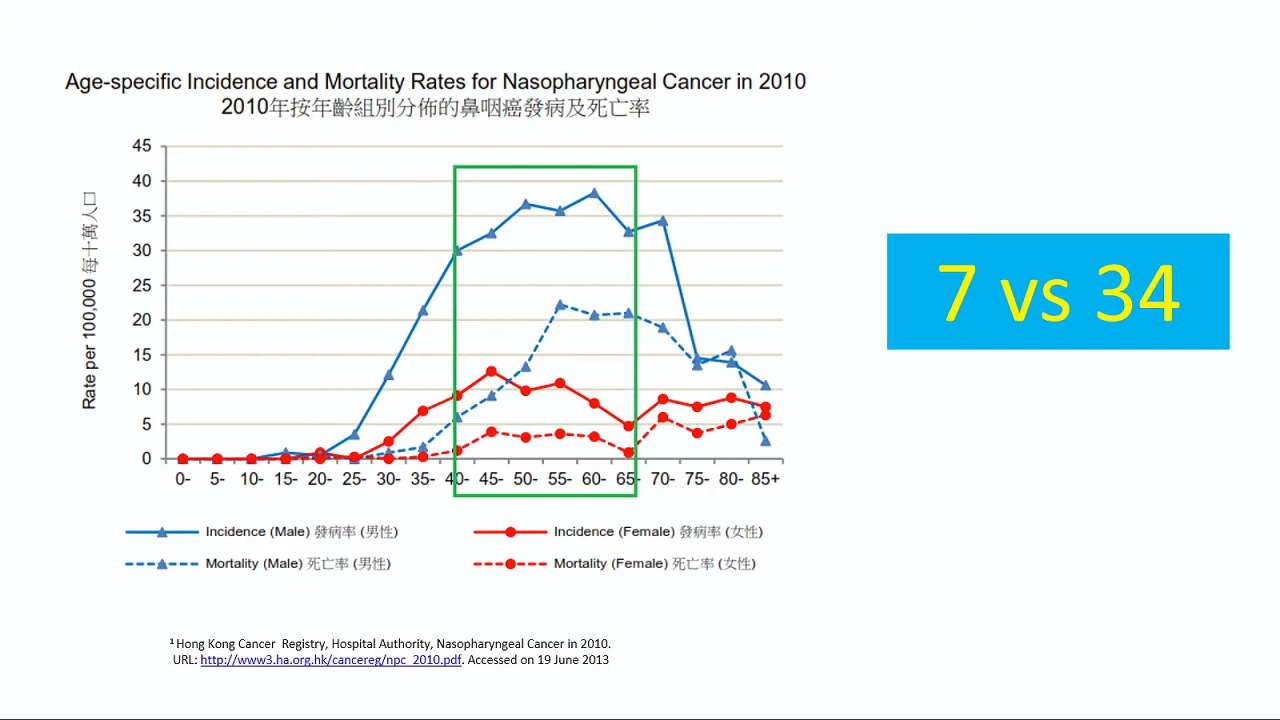 Age-specific Incidence and Mortality Rates for Nasopharyngeal Cancer in 2010
2010年按年齡組別分佈的鼻咽癌發病及死亡率
Rate per 100,000 每十萬人口
45
40
35
30
25
20
15
10
5
0
0- 5- 10- 15- 20- 25- 30- 35- 40- 45- 50- 55- 60- 65- 70- 75- 80- 85+
Incidence (Male) 發病率 (男性) Incidence (Female) 發病率 (女性)
Mortality (Male) 死亡率 (男性) Mortality (Female) 死亡率 (女性)
7 vs 34
¹ Hong Kong Cancer Registry, Hospital Authority, Nasopharyngeal Cancer in 2010.
URL: http://www3.ha.org.hk/cancereg/npc_2010.pdf. Accessed on 19 June 2013